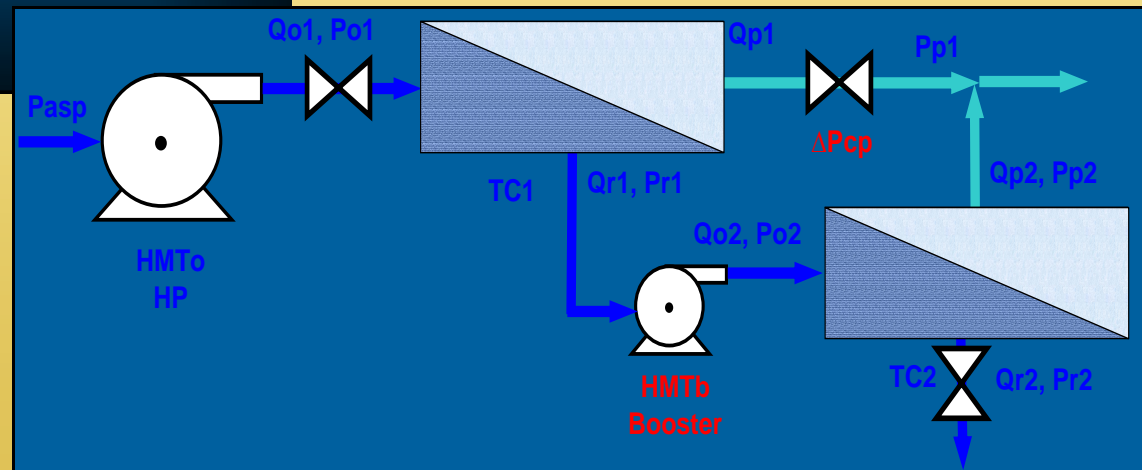 Qo1, Po1
Qp1
Pp1
Pasp
ΔPcp
TC1
Qr1, Pr1
Qp2, Pp2
Qo2, Po2
HMTo
HP
TC2
Qr2, Pr2
HMTb
Booster